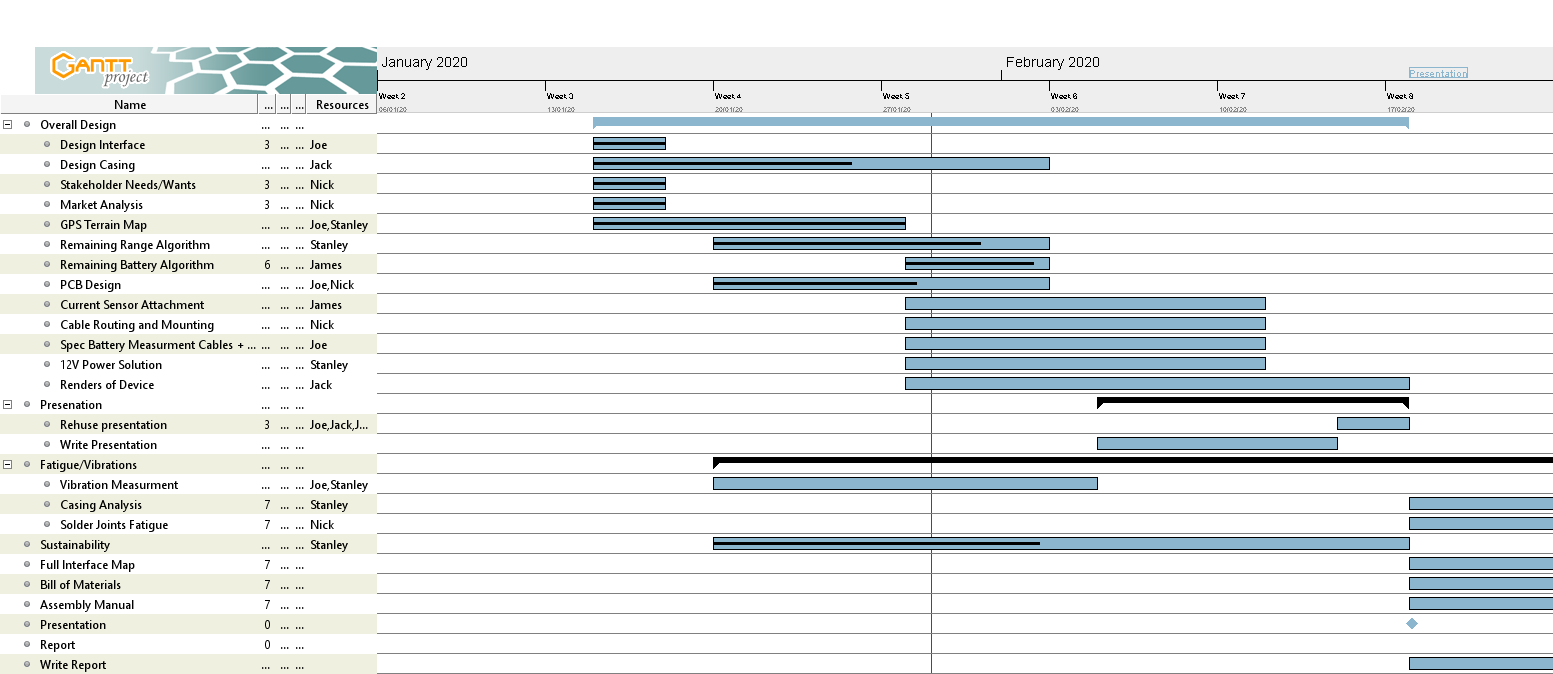 GANTT
project
January 2020
February 2020
Presentation
Week 2
Week 3
Week 4
Week 5
Week 6
Week 7
Week 8
06/01/20
13/01/20
20/01/20
27/01/20
03/02/20
10/02/20
17/02/20
Name ... ... ... Resources
Overall Design ... ... ...
Design Interface 3 ... ... Joe
Design Casing ... ... ... Jack
Stakeholder Needs/Wants 3 ... ... Nick
Market Analysis 3 ... ... Nick
GPS Terrain Map ... ... ... Joe,Stanley
Remaining Range Algorithm ... ... ... Stanley
Remaining Battery Algorithm 6 ... ... James
PCB Design ... ... ... Joe,Nick
Current Sensor Attachment ... ... ... James
Cable Routing and Mounting ... ... ... Nick
Spec Battery Measurment Cables + ... ... ... ... Joe
12V Power Solution ... ... ... Stanley
Renders of Device ... ... ... Jack
Presenation ... ... ...
Rehuse presentation 3 ... ... Joe,Jack,J...
Write Presentation ... ... ...
Fatigue/Vibrations ... ... ...
Vibration Measurment ... ... ... Joe,Stanley
Casing Analysis 7 ... ... Stanley
Solder Joints Fatigue 7 ... ... Nick
Sustainability ... ... ... Stanley
Full Interface Map 7 ... ...
Bill of Materials 7 ... ...
Assembly Manual 7 ... ...
Presentation 0 ... ...
Report 0 ... ...
Write Report ... ... ...